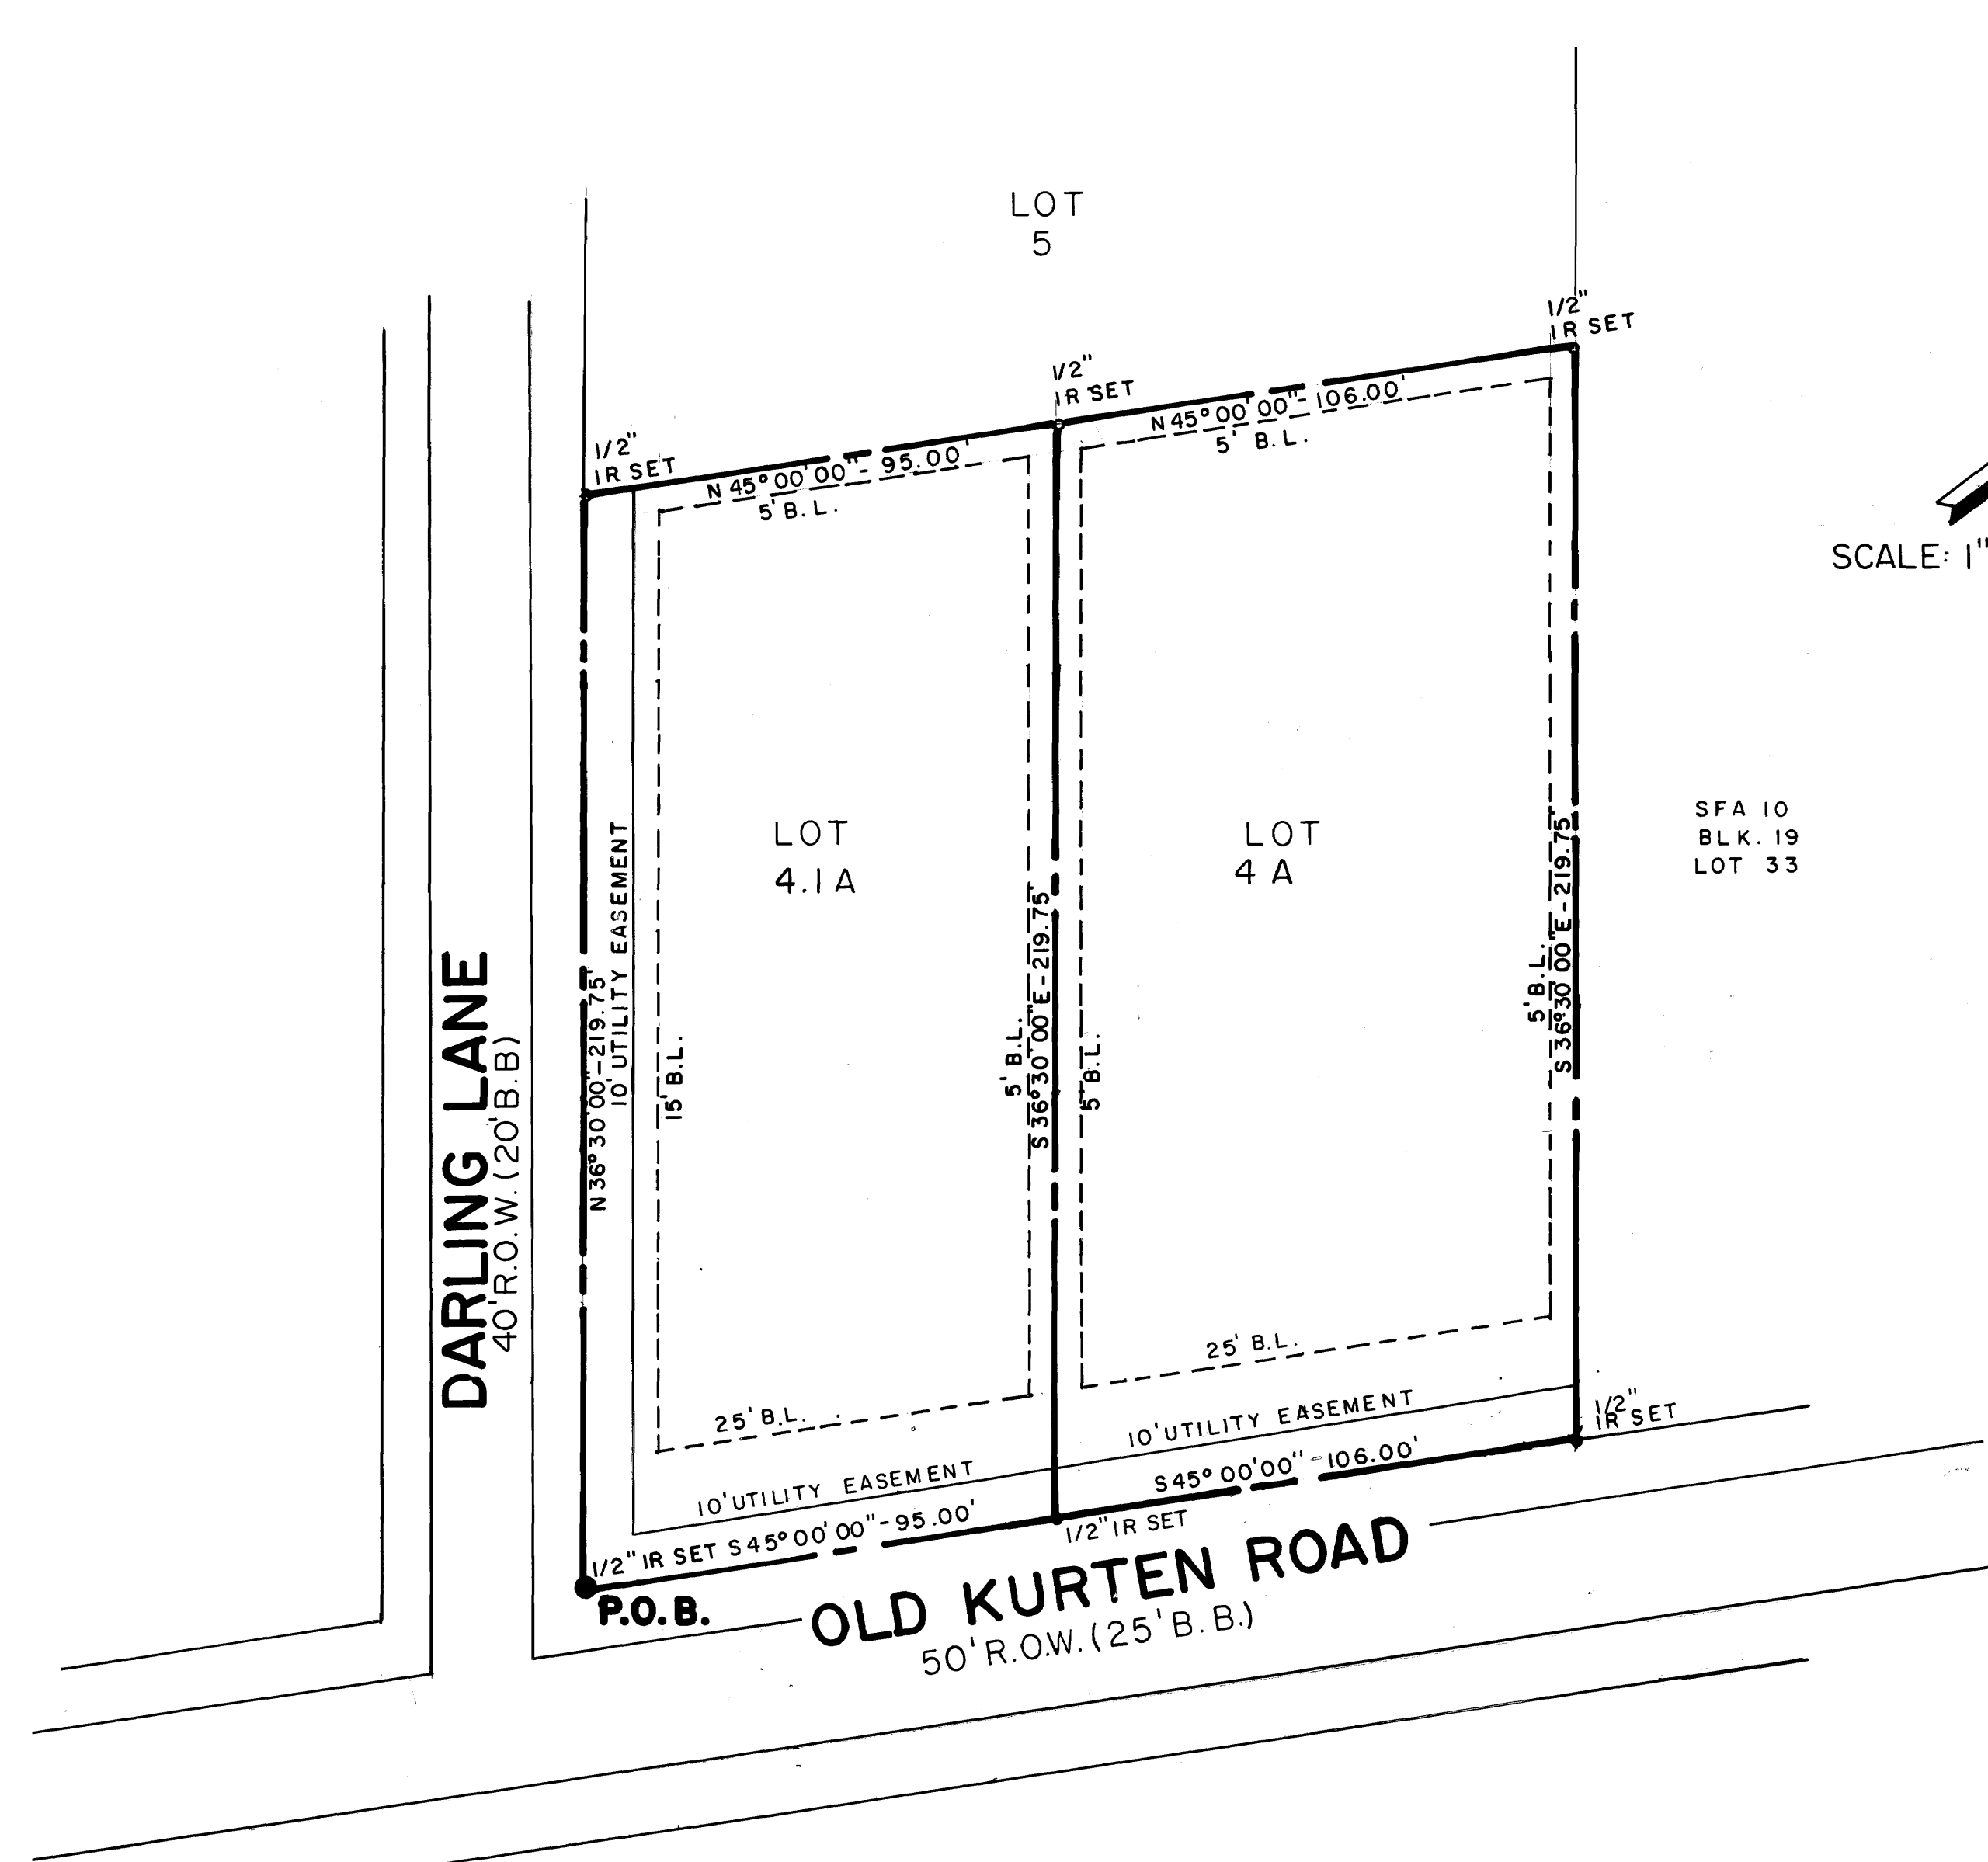 LOT
5
1/2"
IR SET
1/2"
IR SET
1/2"
IR SET
N 45° 00' 00" - 95.00'
5' B.L.
N 45° 00' 00" - 106.00'
5' B.L.
SCALE: 1"
LOT
4.1 A
LOT
4 A
SFA 10
BLK. 19
LOT 33
DARLING LANE
40' R.O.W. (20' B.B)
N 36° 30' 00" - 219.75'
10' UTILITY EASEMENT
15' B.L.
5' B.L.
S 36° 30' 00" E - 219.75'
5' B.L.
5' B.L.
S 36° 30' 00" E - 219.75'
25' B.L.
25' B.L.
10' UTILITY EASEMENT
10' UTILITY EASEMENT
1/2" IR SET S 45° 00' 00" - 95.00'
S 45° 00' 00" - 106.00'
1/2"
IR SET
1/2" IR SET
P.O.B.
OLD KURTEN ROAD
50' R.O.W. (25' B.B.)